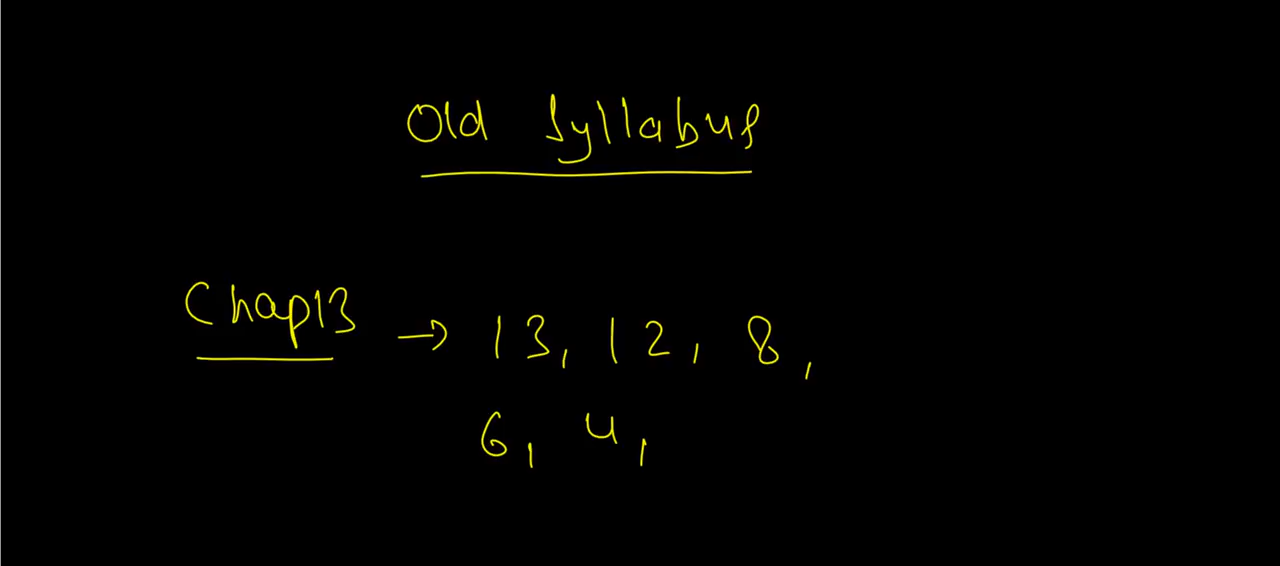 Old Syllabus
Chap13 → 13, 12, 8,
6, 4,